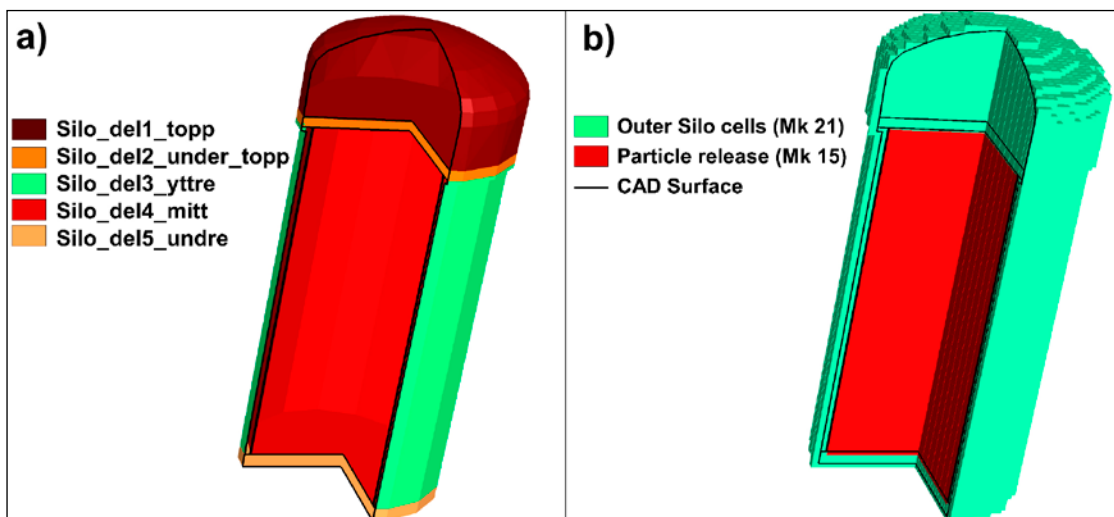 a)
Silo_del1_topp
Silo_del2_under_topp
Silo_del3_yttre
Silo_del4_mitt
Silo_del5_undre
b)
Outer Silo cells (Mk 21)
Particle release (Mk 15)
CAD Surface